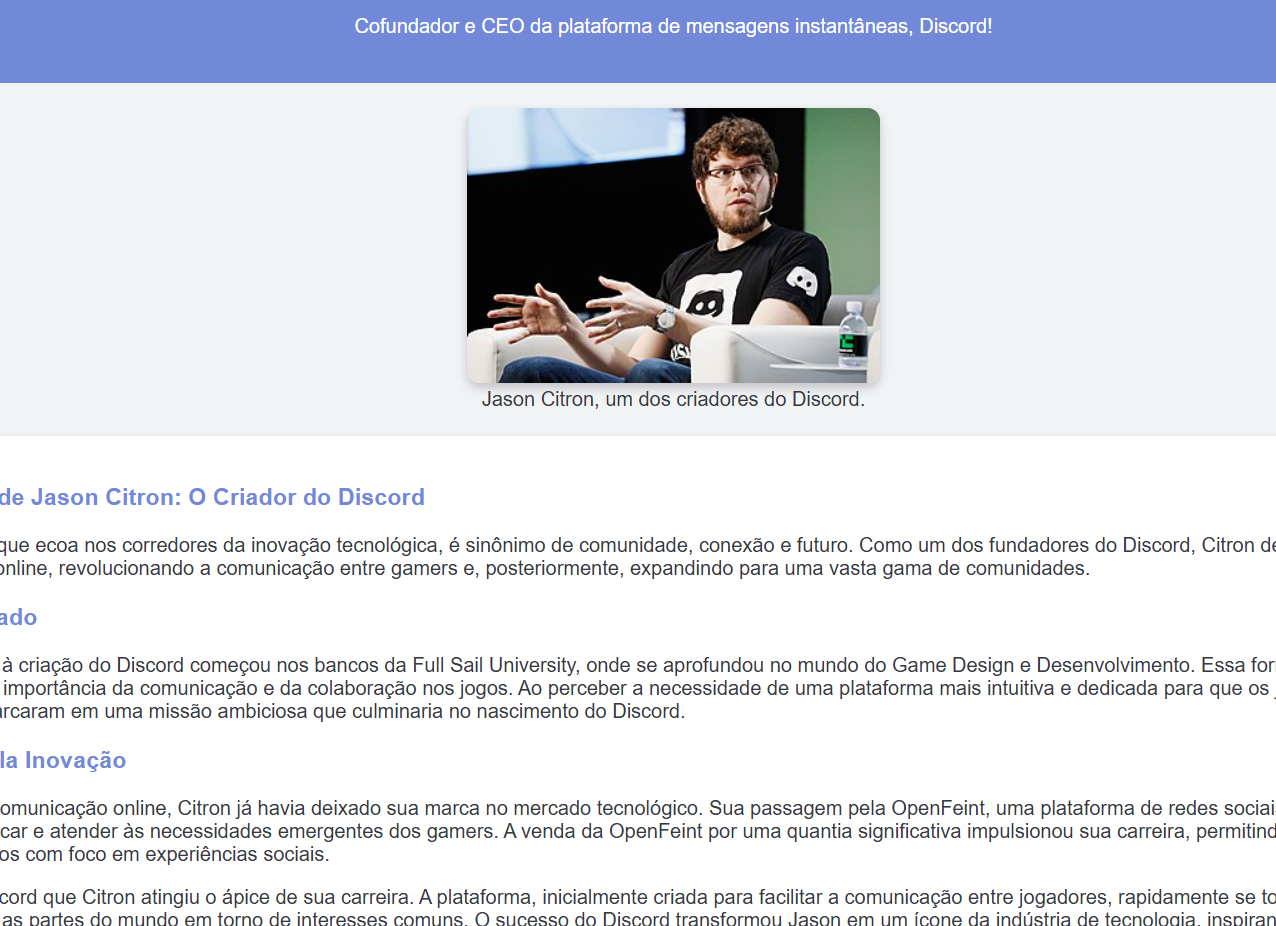 Cofundador e CEO da plataforma de mensagens instantâneas, Discord!
Jason Citron, um dos criadores do Discord.
de Jason Citron: O Criador do Discord
que ecoa nos corredores da inovação tecnológica, é sinônimo de comunidade, conexão e futuro. Como um dos fundadores do Discord, Citron de
online, revolucionando a comunicação entre gamers e, posteriormente, expandindo para uma vasta gama de comunidades.
ado
à criação do Discord começou nos bancos da Full Sail University, onde se aprofundou no mundo do Game Design e Desenvolvimento. Essa for
importância da comunicação e da colaboração nos jogos. Ao perceber a necessidade de uma plataforma mais intuitiva e dedicada para que os j
arcaram em uma missão ambiciosa que culminaria no nascimento do Discord.
la Inovação
omunicação online, Citron já havia deixado sua marca no mercado tecnológico. Sua passagem pela OpenFeint, uma plataforma de redes sociais
car e atender às necessidades emergentes dos gamers. A venda da OpenFeint por uma quantia significativa impulsionou sua carreira, permitind
os com foco em experiências sociais.
cord que Citron atingiu o ápice de sua carreira. A plataforma, inicialmente criada para facilitar a comunicação entre jogadores, rapidamente se to
as partes do mundo em torno de interesses comuns. O sucesso do Discord transformou Jason em um ícone da indústria de tecnologia, inspiran